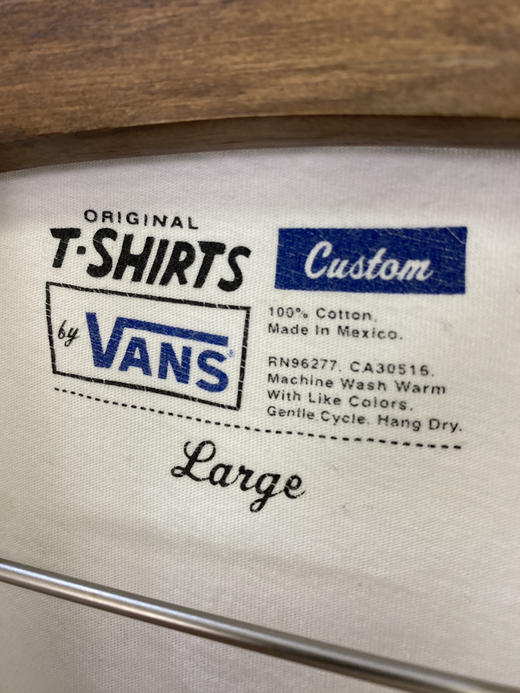 ORIGINAL
T-SHIRTS
by VANS®
Custom
100% Cotton.
Made In Mexico.
RN96277. CA30516.
Machine Wash Warm
With Like Colors.
Gentle Cycle. Hang Dry.
Large